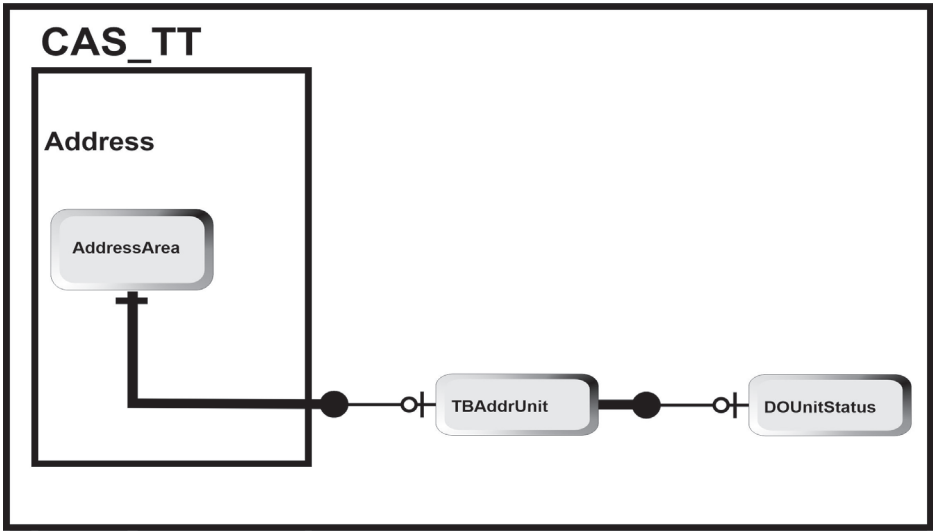 CAS_TT
Address
AddressArea
TBAddrUnit
DOUnitStatus